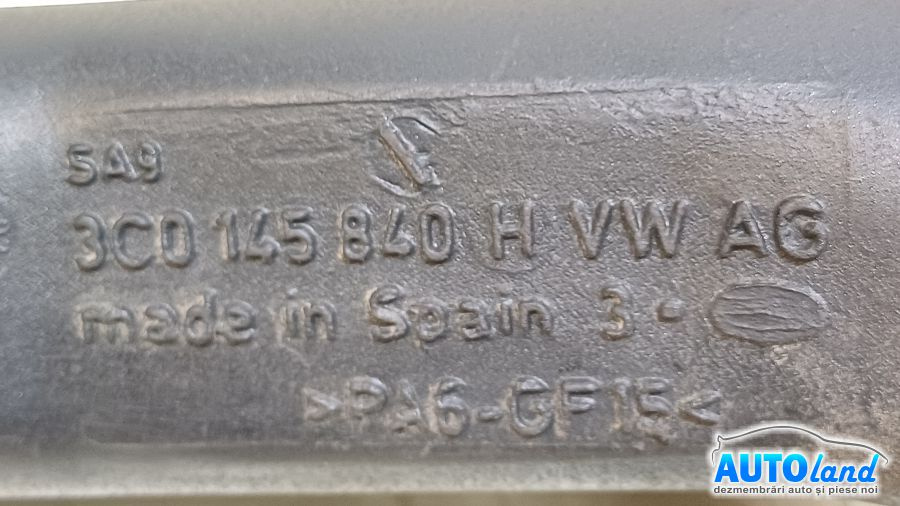 5A9
3C0 145 840 H VW AG
made in Spain 3 -
>PA6-GF15<
AUTOland
dezmembrări auto și piese noi